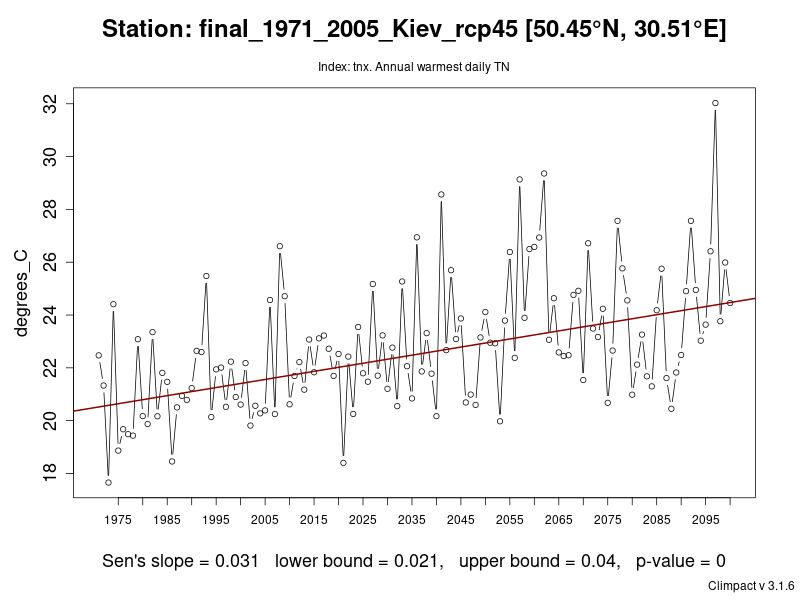 Station: final_1971_2005_Kiev_rcp45 [50.45°N, 30.51°E]
Index: tnx. Annual warmest daily TN
degrees_C
32
30
28
26
24
22
20
18
1975 1985 1995 2005 2015 2025 2035 2045 2055 2065 2075 2085 2095
Sen's slope = 0.031 lower bound = 0.021, upper bound = 0.04, p-value = 0
Climpact v 3.1.6